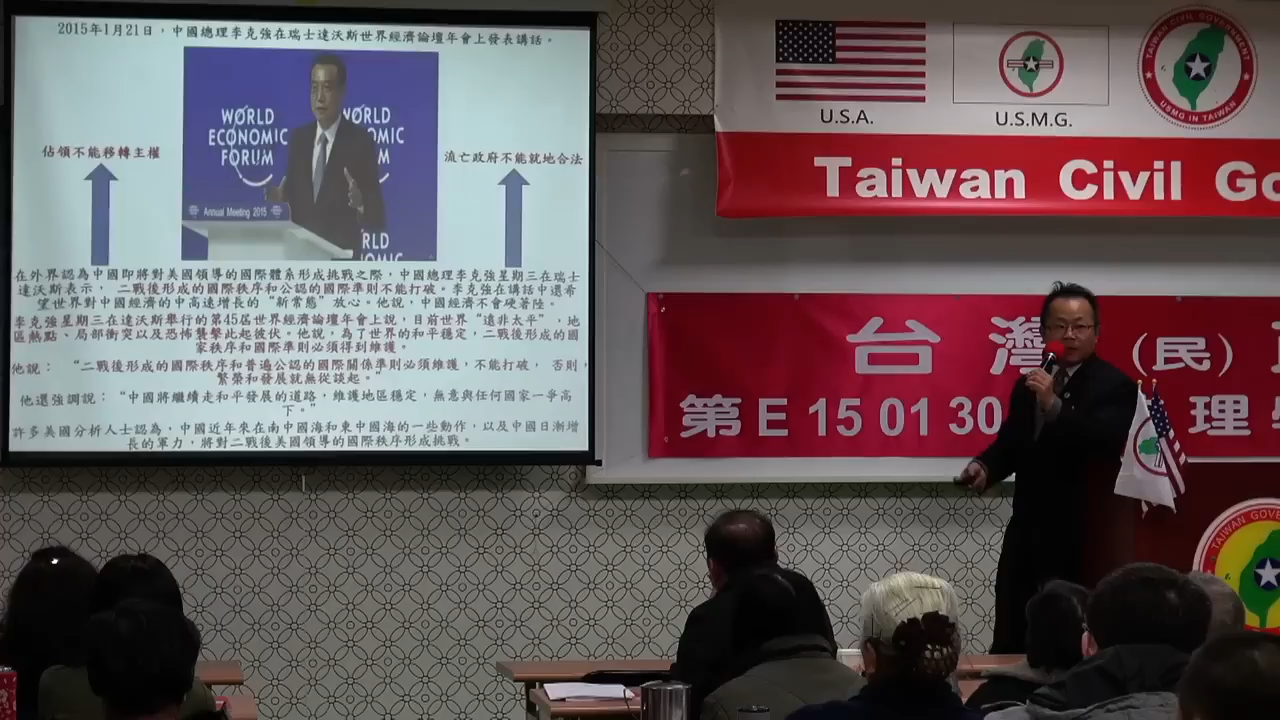 2015年1月21日，中國總理李克強在瑞士達沃斯世界經濟論壇年會上發表講話。
WORLD
ECONOMIC
FORUM
Annual Meeting 2015
佔領不能移轉主權
流亡政府不能就地合法
在外界認為中國即將對美國領導的國際體系形成挑戰之際，中國總理李克強星期三在瑞士
達沃斯表示，二戰後形成的國際秩序和公認的國際準則不能打破。李克強在講話中還希
望世界對中國經濟的中高速增長的“新常態”放心。他說，中國經濟不會硬著陸。
李克強星期三在達沃斯舉行的第45屆世界經濟論壇年會上說，目前世界“遠非太平”，地
區熱點、局部衝突以及恐怖襲擊此起彼伏。他說，為了世界的和平穩定，二戰後形成的國
家秩序和國際準則必須得到維護。
他說： “二戰後形成的國際秩序和普遍公認的國際關係準則必須維護，不能打破， 否則，
繁榮和發展就無從談起。”
他還強調說：“中國將繼續走和平發展的道路，維護地區穩定，無意與任何國家一爭高
下。”
許多美國分析人士認為，中國近年來在南中國海和東中國海的一些動作，以及中國日漸增
長的軍力，將對二戰後美國領導的國際秩序形成挑戰。
U.S.A.
U.S.M.G.
TAIWAN CIVIL GOVERNMENT
USMG IN TAIWAN
Taiwan Civil Go
台 灣 (民)
第 E 15 01 30 理
TAIWAN GOVE